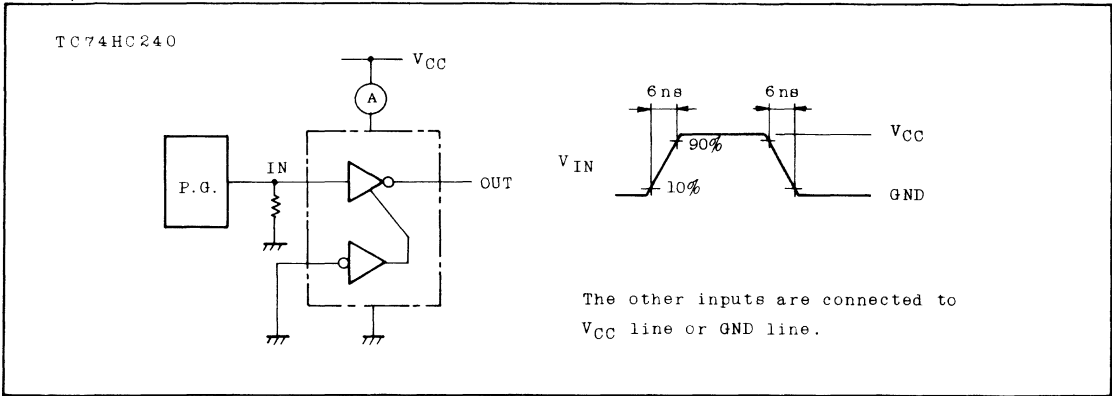 TC74HC240
VCC
A
P.G.
IN
OUT
6ns 6ns
VIN
90%
10%
VCC
GND
The other inputs are connected to
VCC line or GND line.